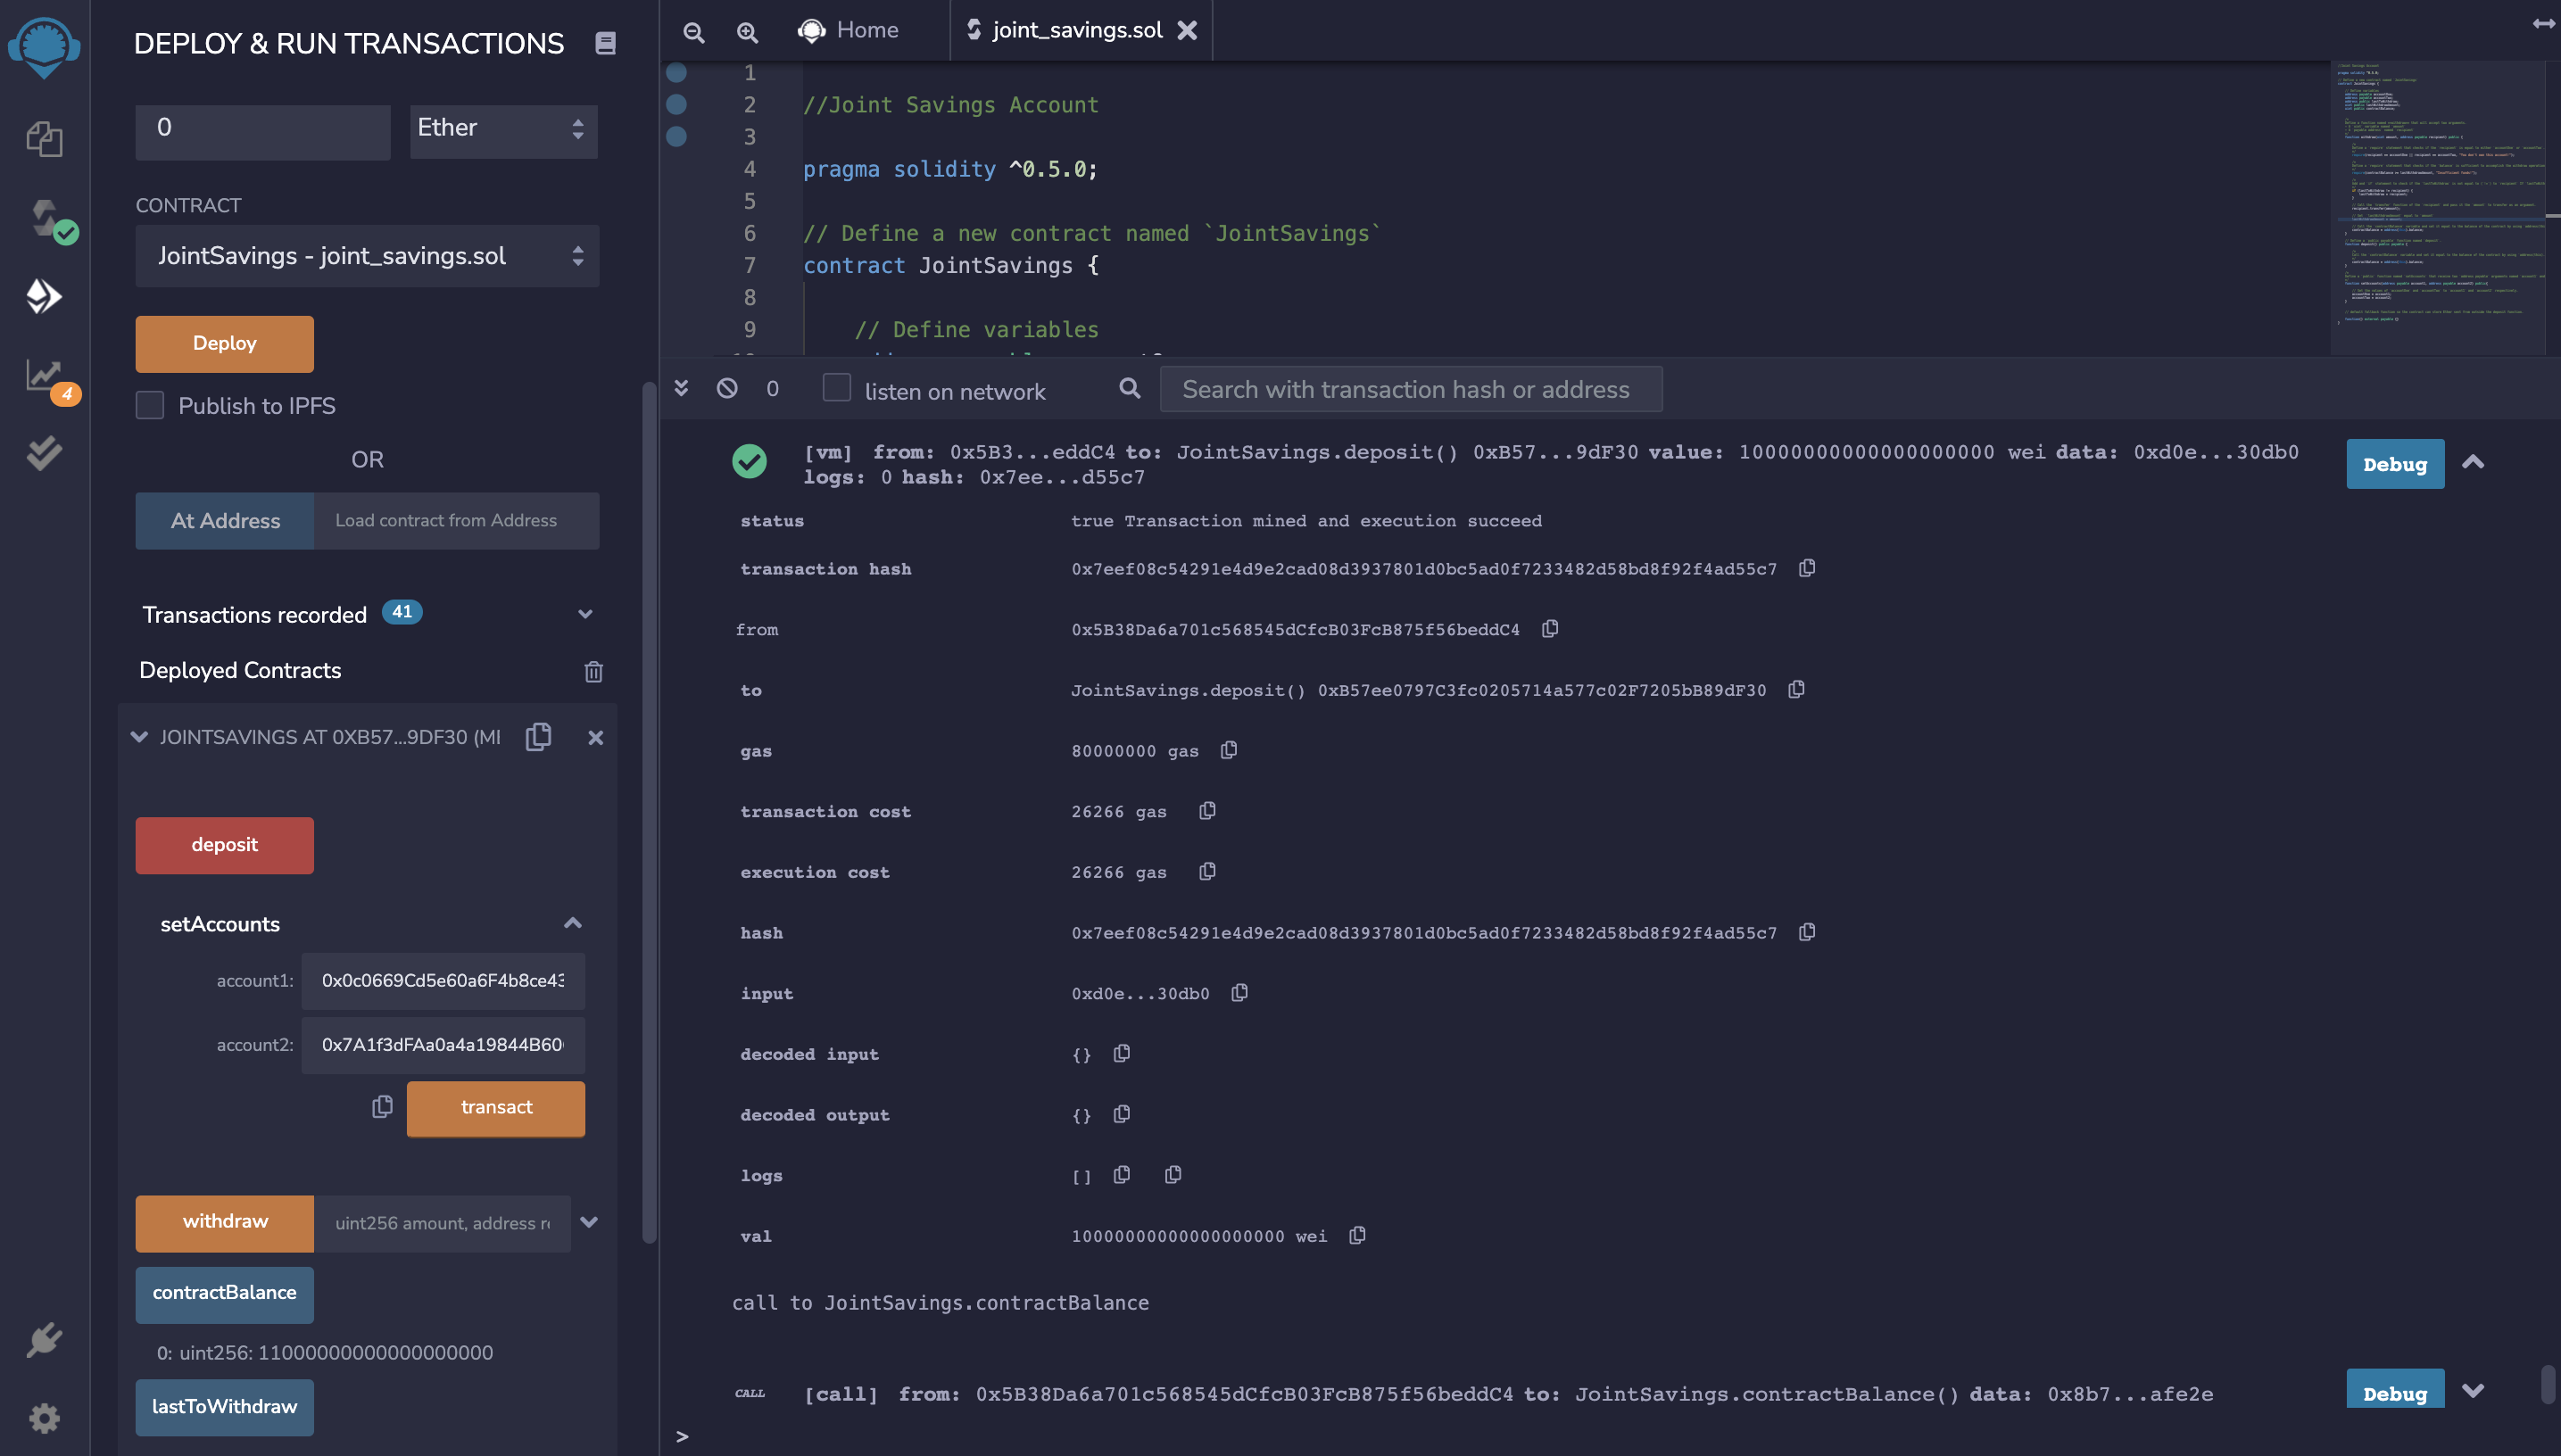 DEPLOY & RUN TRANSACTIONS
0
Ether
CONTRACT
JointSavings - joint_savings.sol
Deploy
4
Publish to IPFS
OR
At Address
Load contract from Address
Transactions recorded 41
Deployed Contracts
JOINTSAVINGS AT 0XB57...9DF30 (MI
deposit
setAccounts
account1: 0x0c0669Cd5e60a6F4b8ce43
account2: 0x7A1f3dFAa0a4a19844B60
transact
withdraw
uint256 amount, address re
contractBalance
0: uint256: 11000000000000000000
lastToWithdraw
Home
joint_savings.sol
1
2 //Joint Savings Account
3
4 pragma solidity ^0.5.0;
5
6 // Define a new contract named `JointSavings`
7 contract JointSavings {
8
9 // Define variables
0
listen on network
Search with transaction hash or address
[vm] from: 0x5B3...eddC4 to: JointSavings.deposit() 0xB57...9dF30 value: 10000000000000000000 wei data: 0xd0e...30db0
logs: 0 hash: 0x7ee...d55c7
Debug
status true Transaction mined and execution succeed
transaction hash 0x7eef08c54291e4d9e2cad08d3937801d0bc5ad0f7233482d58bd8f92f4ad55c7
from 0x5B38Da6a701c568545dCfcB03FcB875f56beddC4
to JointSavings.deposit() 0xB57ee0797C3fc0205714a577c02F7205bB89dF30
gas 80000000 gas
transaction cost 26266 gas
execution cost 26266 gas
hash 0x7eef08c54291e4d9e2cad08d3937801d0bc5ad0f7233482d58bd8f92f4ad55c7
input 0xd0e...30db0
decoded input {}
decoded output {}
logs []
val 10000000000000000000 wei
call to JointSavings.contractBalance
CALL [call] from: 0x5B38Da6a701c568545dCfcB03FcB875f56beddC4 to: JointSavings.contractBalance() data: 0x8b7...afe2e
Debug
>